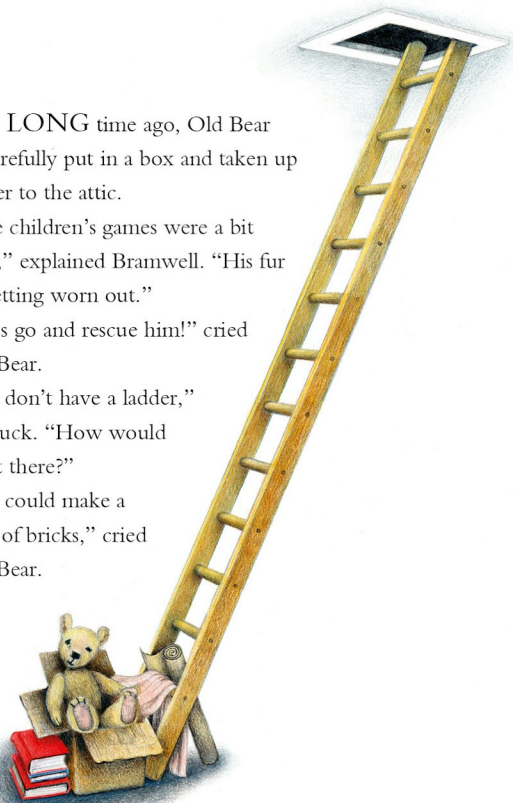 LONG time ago, Old Bear
refully put in a box and taken up
er to the attic.
e children’s games were a bit
,” explained Bramwell. “His fur
etting worn out.”
s go and rescue him!” cried
Bear.
don’t have a ladder,”
uck. “How would
t there?”
could make a
of bricks,” cried
Bear.